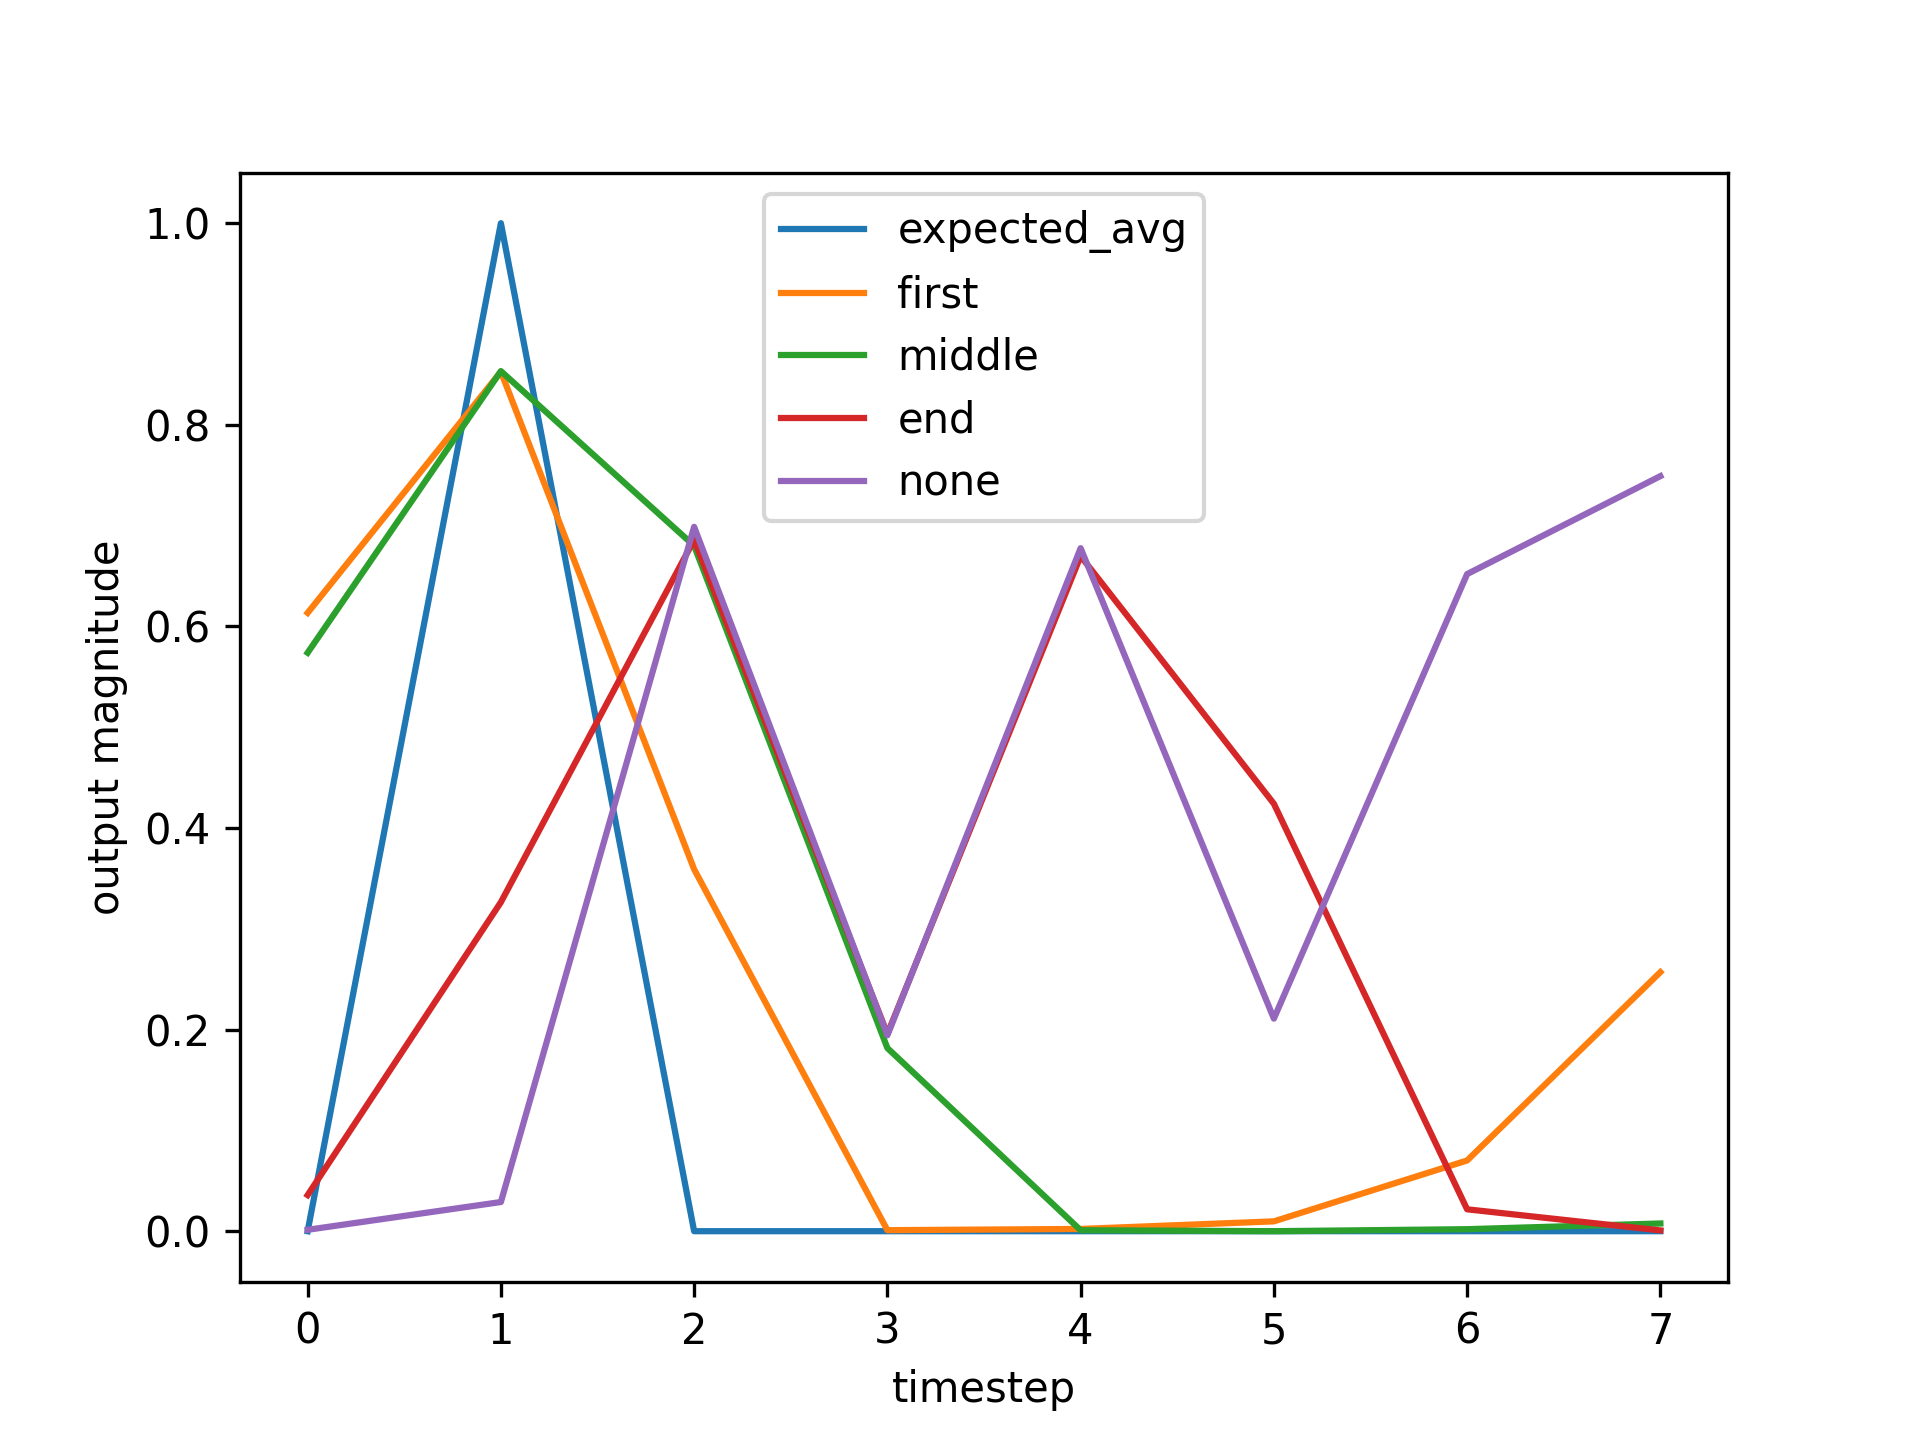 expected_avg
first
middle
end
none
1.0
0.8
0.6
0.4
0.2
0.0
output magnitude
0 1 2 3 4 5 6 7
timestep